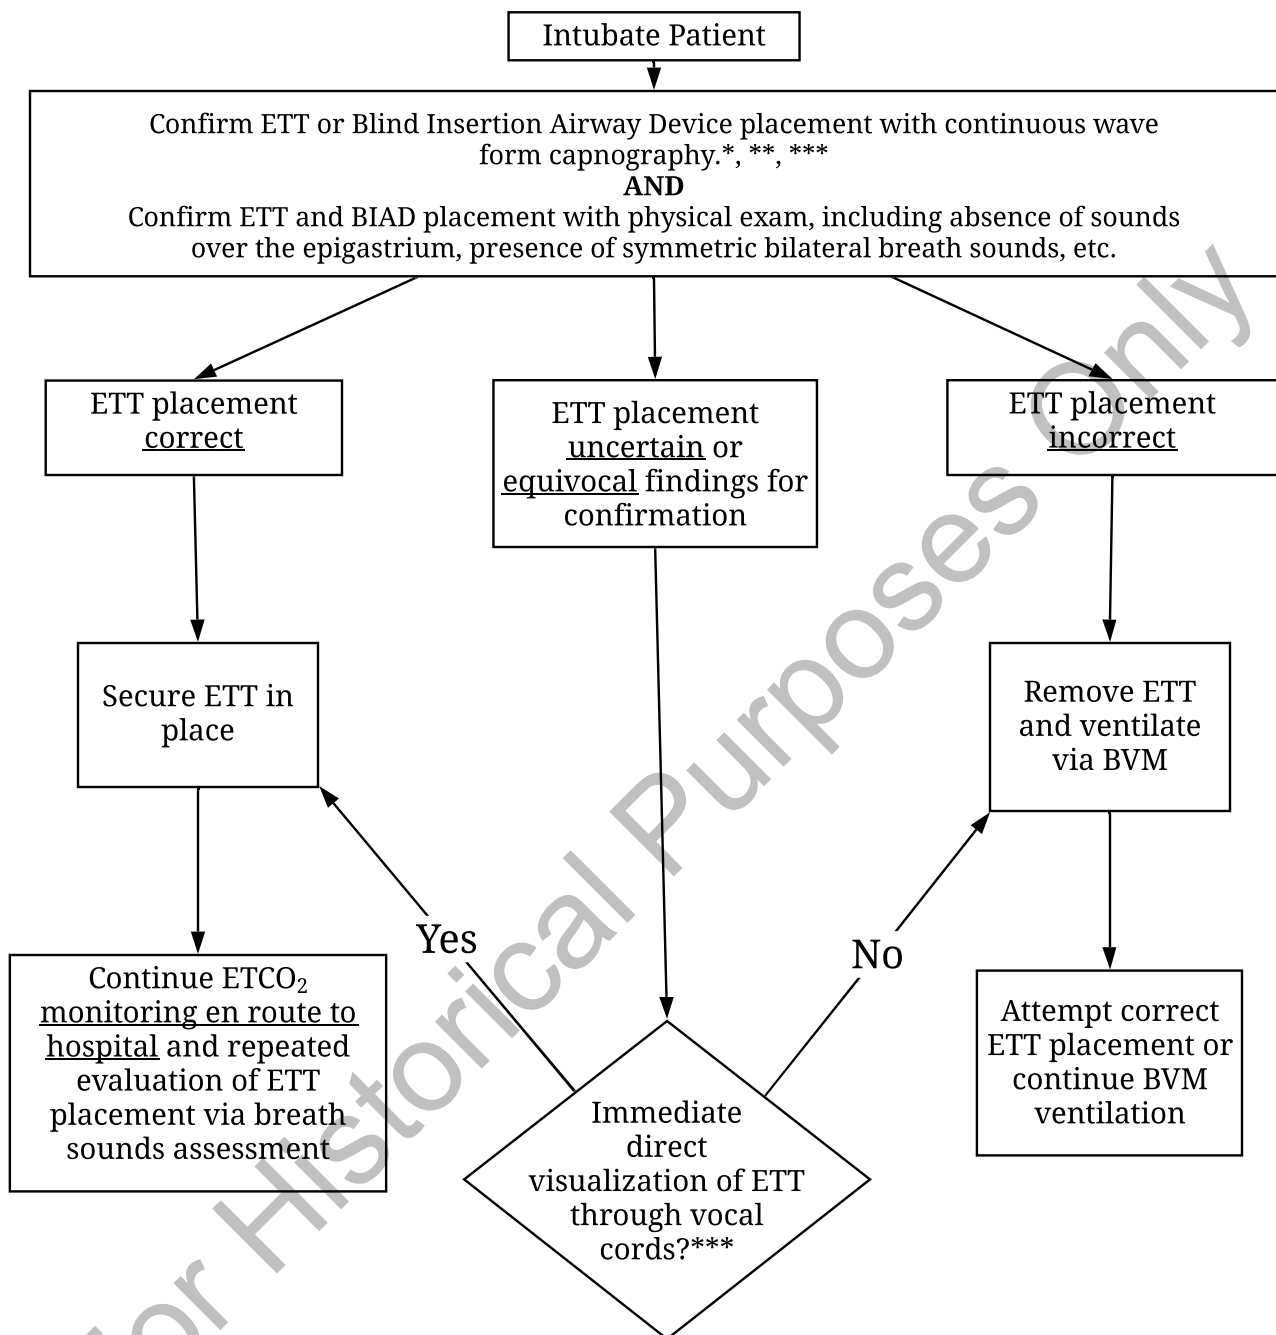 Intubate Patient
Confirm ETT or Blind Insertion Airway Device placement with continuous wave
form capnography.*, **, ***
AND
Confirm ETT and BIAD placement with physical exam, including absence of sounds
over the epigastrium, presence of symmetric bilateral breath sounds, etc.
ETT placement
correct
ETT placement
uncertain or
equivocal findings for
confirmation
ETT placement
incorrect
Secure ETT in
place
Remove ETT
and ventilate
via BVM
Yes
No
Continue ETCO₂
monitoring en route to
hospital and repeated
evaluation of ETT
placement via breath
sounds assessment
Immediate
direct
visualization of ETT
through vocal
cords?***
Attempt correct
ETT placement or
continue BVM
ventilation
for Historical Purposes Only